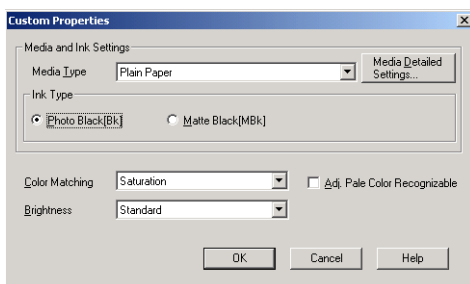 Custom Properties
Media and Ink Settings
Media Type
Plain Paper
Media Detailed
Settings...
Ink Type
Photo Black[Bk]
Matte Black[MBk]
Color Matching
Saturation
Adj. Pale Color Recognizable
Brightness
Standard
OK
Cancel
Help